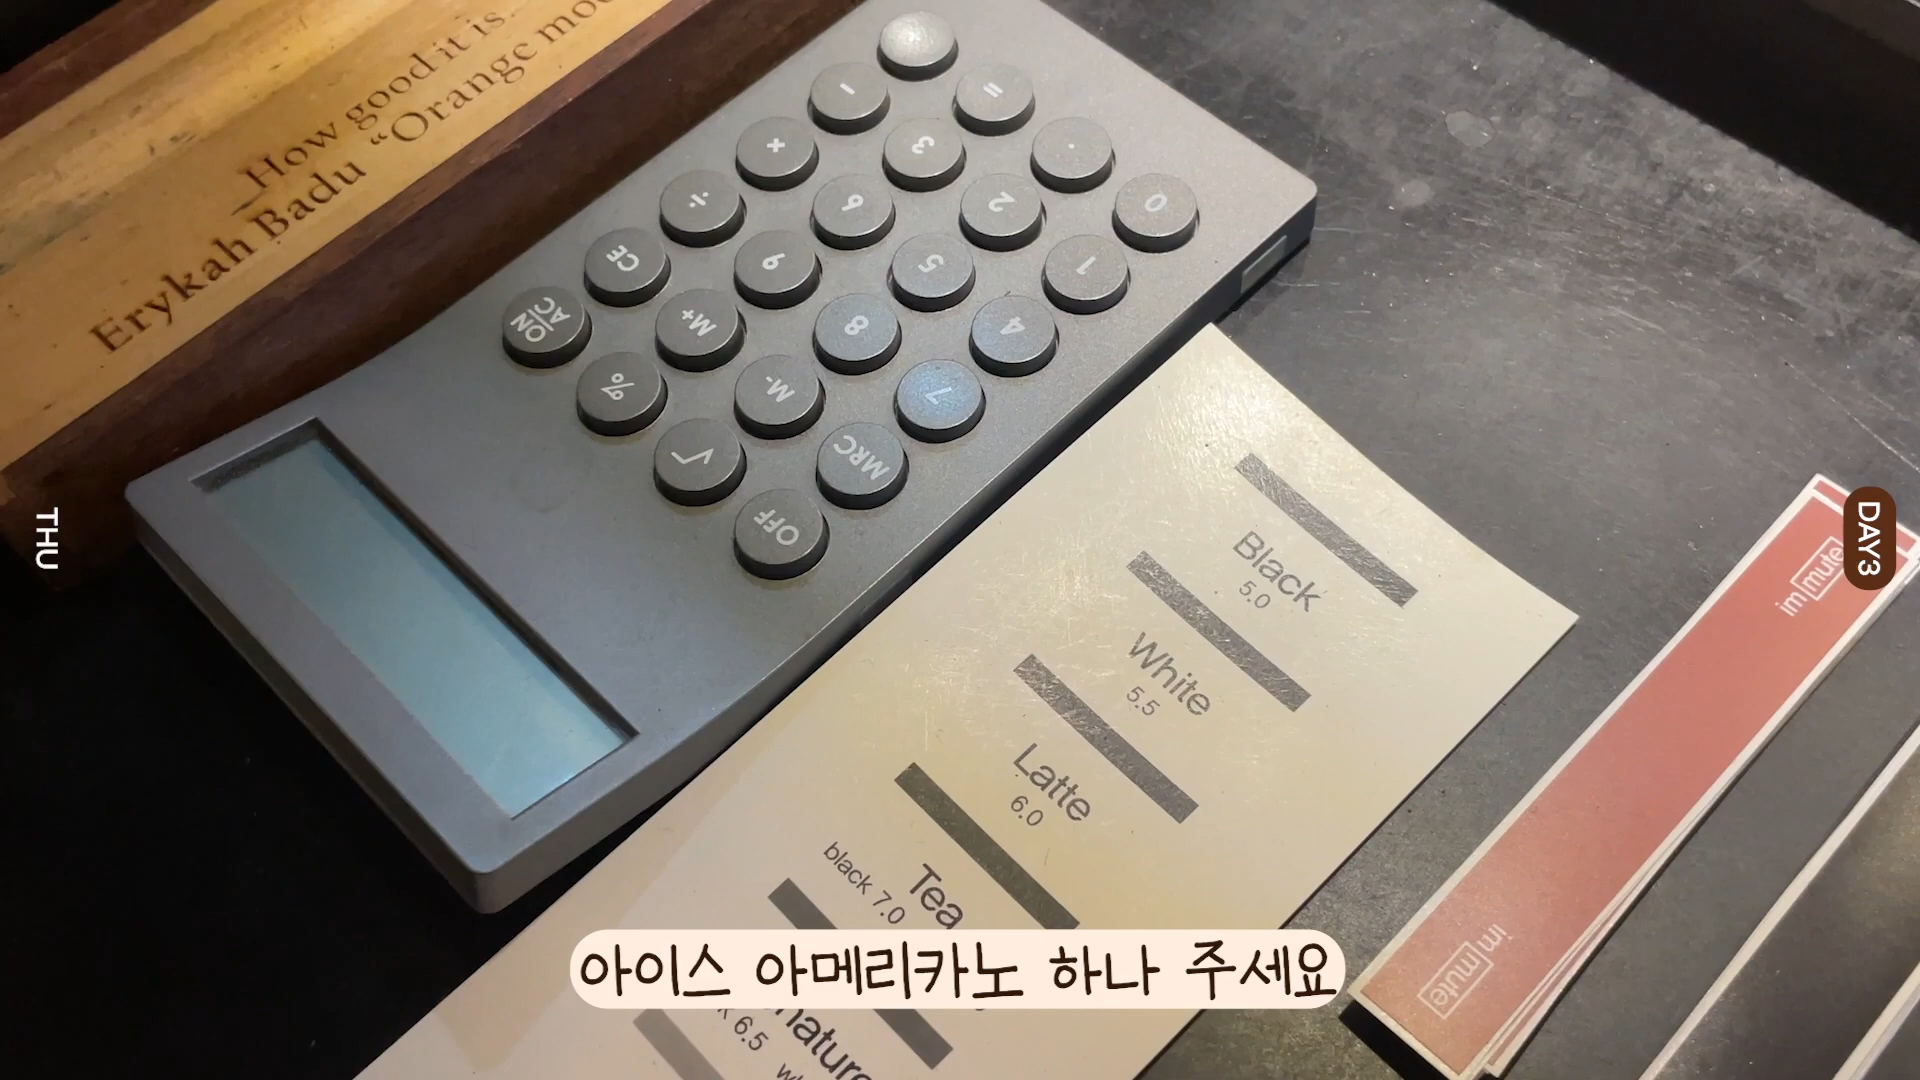 How good it is.
Erykah Badu “Orange
=
-
.
3
+
0
2
6
÷
1
5
9
CE
4
8
M+
ON
AC
7
M-
%
MRC
√
OFF
Black
5.0
White
5.5
Latte
6.0
Tea
black 7.0
6.5
THU
DAY3
im mute
im mute
아이스 아메리카노 하나 주세요